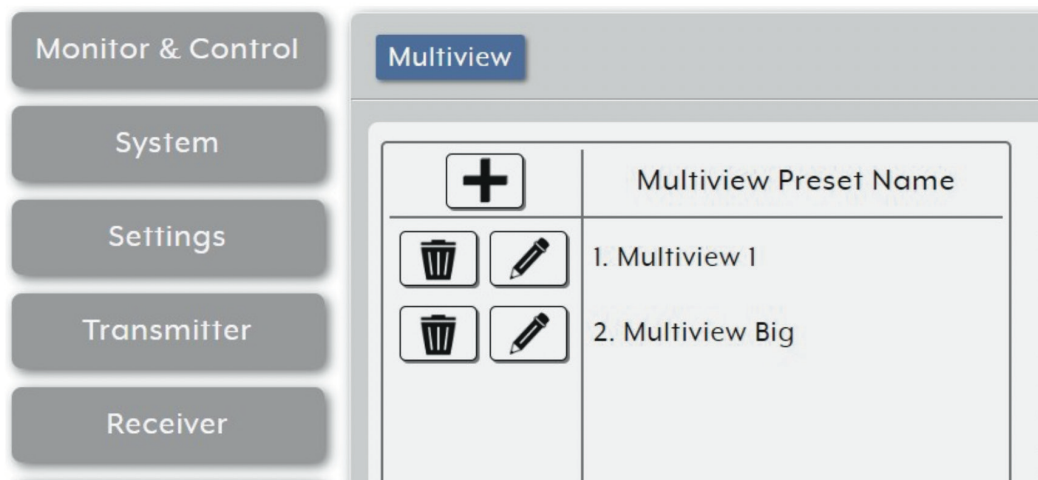 Monitor & Control
System
Settings
Transmitter
Receiver
Multiview
Multiview Preset Name
1. Multiview 1
2. Multiview Big